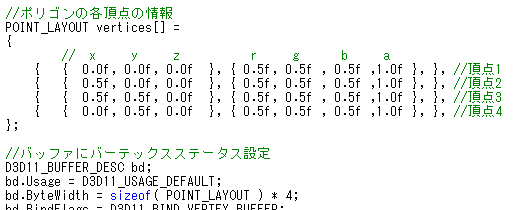 //ポリゴンの各頂点の情報
POINT_LAYOUT vertices[] =
{
// x y z r g b a
{ { 0.0f, 0.0f, 0.0f }, { 0.5f, 0.5f , 0.5f ,1.0f }, }, //頂点1
{ { 0.0f, 0.0f, 0.0f }, { 0.5f, 0.5f , 0.5f ,1.0f }, }, //頂点2
{ { 0.0f, 0.0f, 0.0f }, { 0.5f, 0.5f , 0.5f ,1.0f }, }, //頂点3
{ { 0.0f, 0.0f, 0.0f }, { 0.5f, 0.5f , 0.5f ,1.0f }, }, //頂点4
};
//バッファにバーテックスステータス設定
D3D11_BUFFER_DESC bd;
bd.Usage = D3D11_USAGE_DEFAULT;
bd.ByteWidth = sizeof( POINT_LAYOUT ) * 4;
bd.BindFlags = D3D11_BIND_VERTEX_BUFFER;